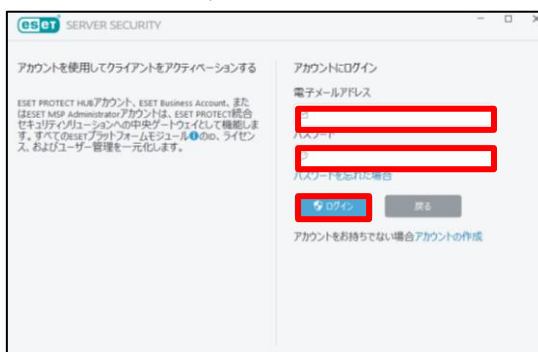 eset SERVER SECURITY
アカウントを使用してクライアントをアクティベーションする
ESET PROTECT HUBアカウント、ESET Business Account、また
はESET MSP Administratorアカウントは、ESET PROTECT統合
セキュリティソリューションへの中央ゲートウェイとして機能しま
す。すべてのESETプラットフォームモジュールのID、ライセン
ス、およびユーザー管理を一元化します。
アカウントにログイン
電子メールアドレス
パスワード
パスワードを忘れた場合
ログイン
戻る
アカウントをお持ちでない場合アカウントの作成